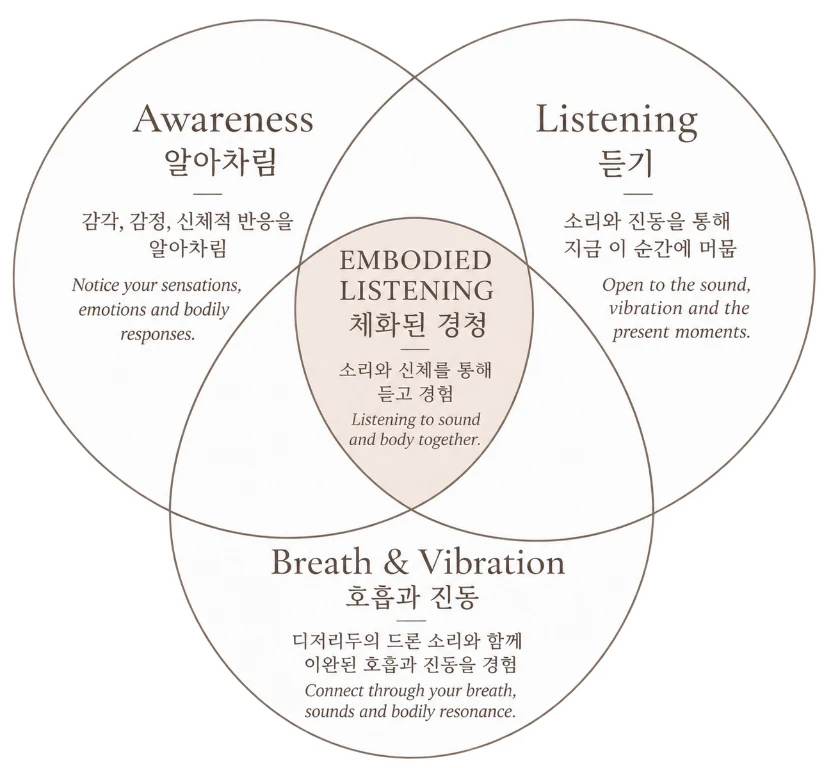 Awareness
알아차림
감각, 감정, 신체적 반응을
알아차림
Notice your sensations,
emotions and bodily
responses.
Listening
듣기
소리와 진동을 통해
지금 이 순간에 머뭄
Open to the sound,
vibration and the
present moments.
EMBODIED
LISTENING
체화된 경청
소리와 신체를 통해
듣고 경험
Listening to sound
and body together.
Breath & Vibration
호흡과 진동
디저리두의 드론 소리와 함께
이완된 호흡과 진동을 경험
Connect through your breath,
sounds and bodily resonance.